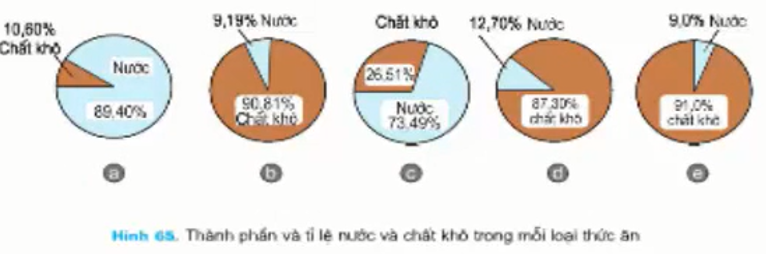 10,60%
Chất khô
Nước
89,40%
9,19% Nước
90,81%
Chất khô
Chất khô
26,51%
Nước
73,49%
12,70% Nước
87,30%
chất khô
9,0% Nước
91,0%
chất khô
a
b
c
d
e
Hình 65. Thành phần và tỉ lệ nước và chất khô trong mỗi loại thức ăn